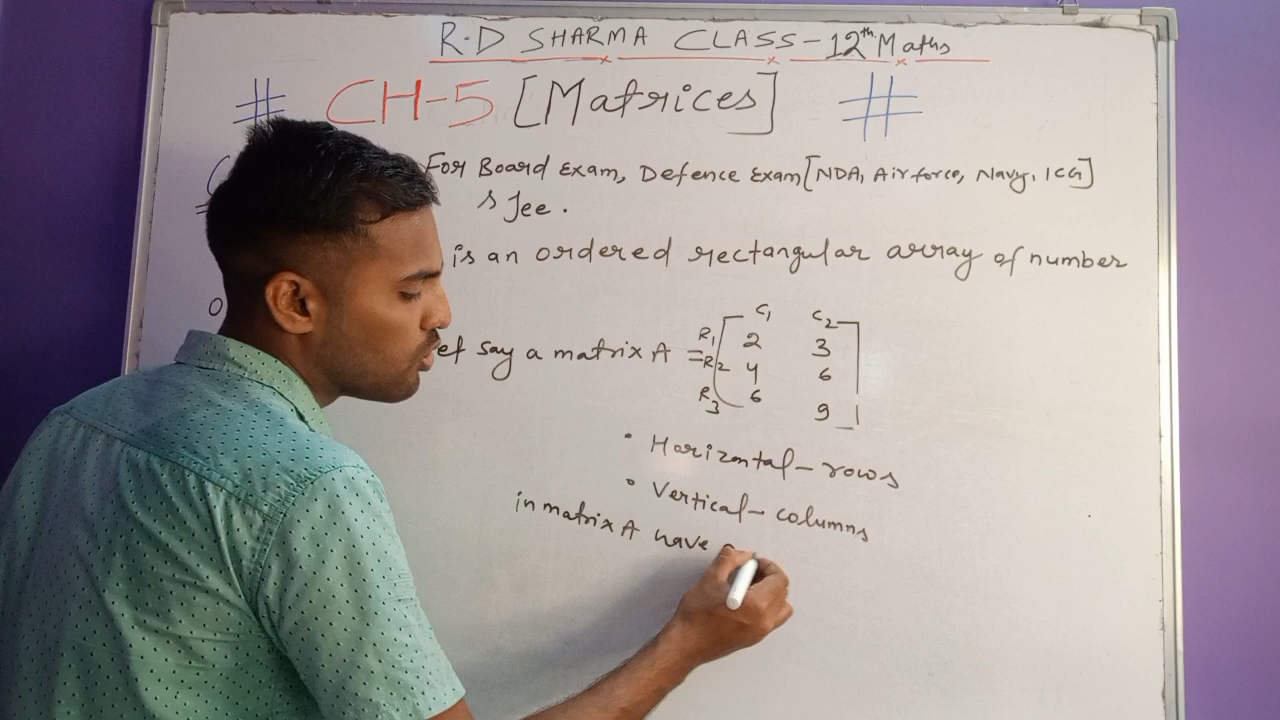 R.D SHARMA CLASS-12th Maths
# CH-5 [Matrices] #
For Board Exam, Defence Exam [NDA, Airforce, Navy, ICG]
Jee.
is an ordered rectangular array of number
say a matrix A =
C1 C2
R1 2 3
R2 4 6
R3 6 9
• Horizontal - rows
• Vertical - columns
in matrix A have